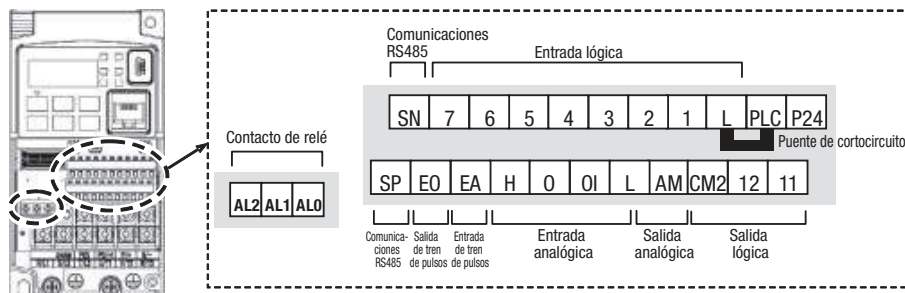 Comunicaciones
RS485
Entrada lógica
SN 7 6 5 4 3 2 1 L PLC P24
Puente de cortocircuito
Contacto de relé
AL2 AL1 AL0
SP EO EA H O OI L AM CM2 12 11
Comunica-
ciones
RS485
Salida
de tren
de pulsos
Entrada
de tren
de pulsos
Entrada
analógica
Salida
analógica
Salida
lógica